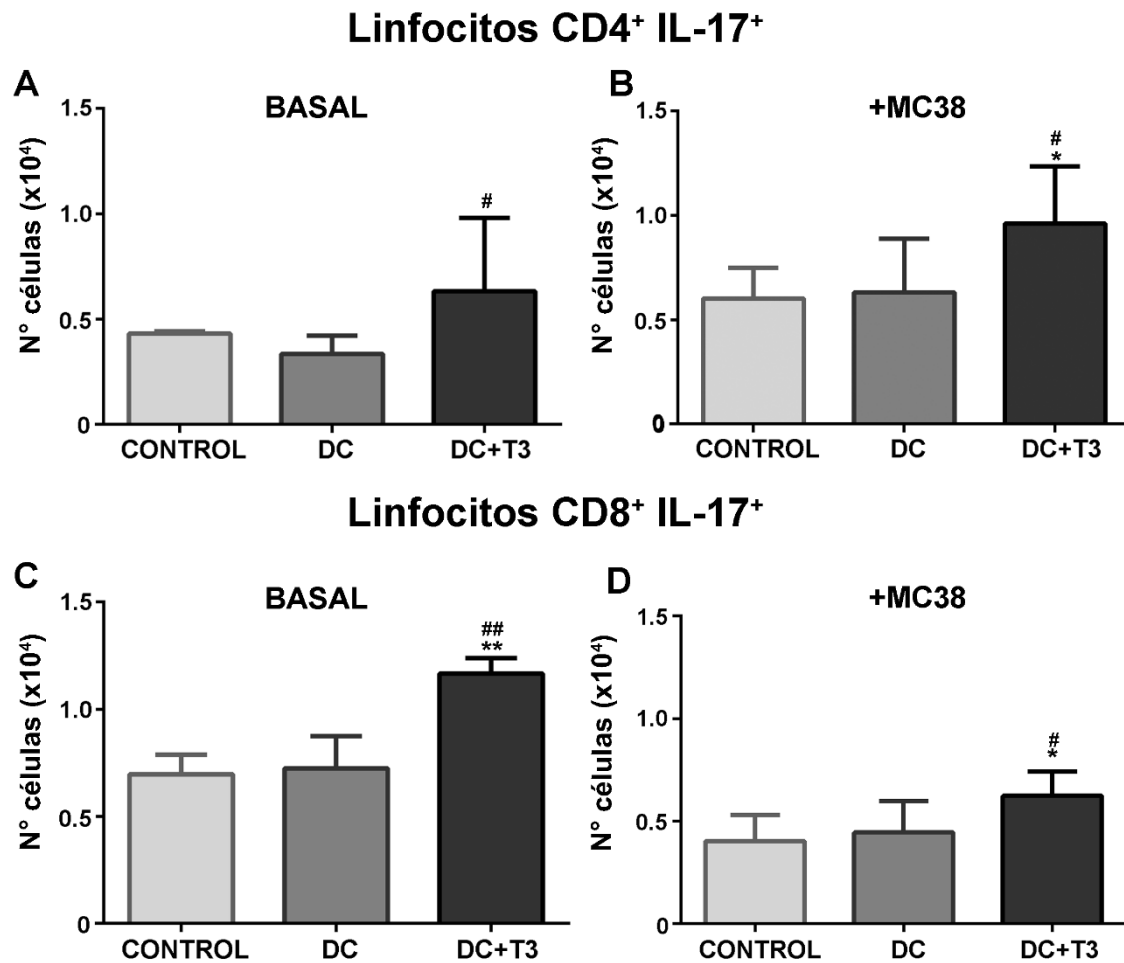 Linfocitos CD4⁺ IL-17⁺
A
BASAL
N° células (x10⁴)
1.5
1.0
0.5
0
#
CONTROL DC DC+T3
B
+MC38
N° células (x10⁴)
1.5
1.0
0.5
0
#
*
CONTROL DC DC+T3
Linfocitos CD8⁺ IL-17⁺
C
BASAL
N° células (x10⁴)
1.5
1.0
0.5
0
##
**
CONTROL DC DC+T3
D
+MC38
N° células (x10⁴)
1.5
1.0
0.5
0
#
*
CONTROL DC DC+T3